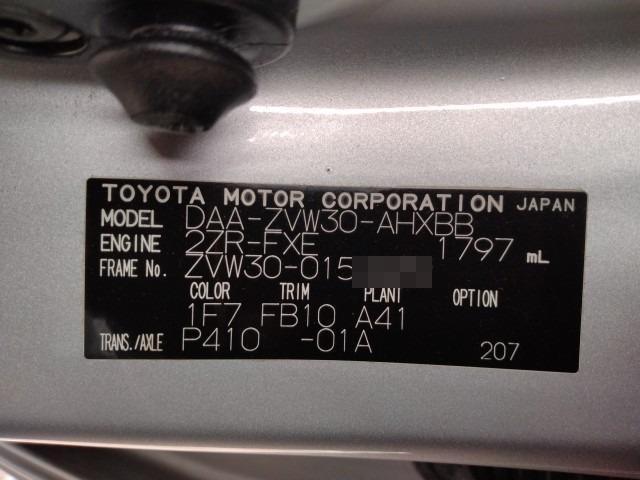 TOYOTA MOTOR CORPORATION JAPAN
MODEL DAA-ZVW30-AHXBB
ENGINE 2ZR-FXE 1797 mL
FRAME No. ZVW30-015
COLOR TRIM PLANT OPTION
1F7 FB10 A41
TRANS./AXLE P410 -01A 207